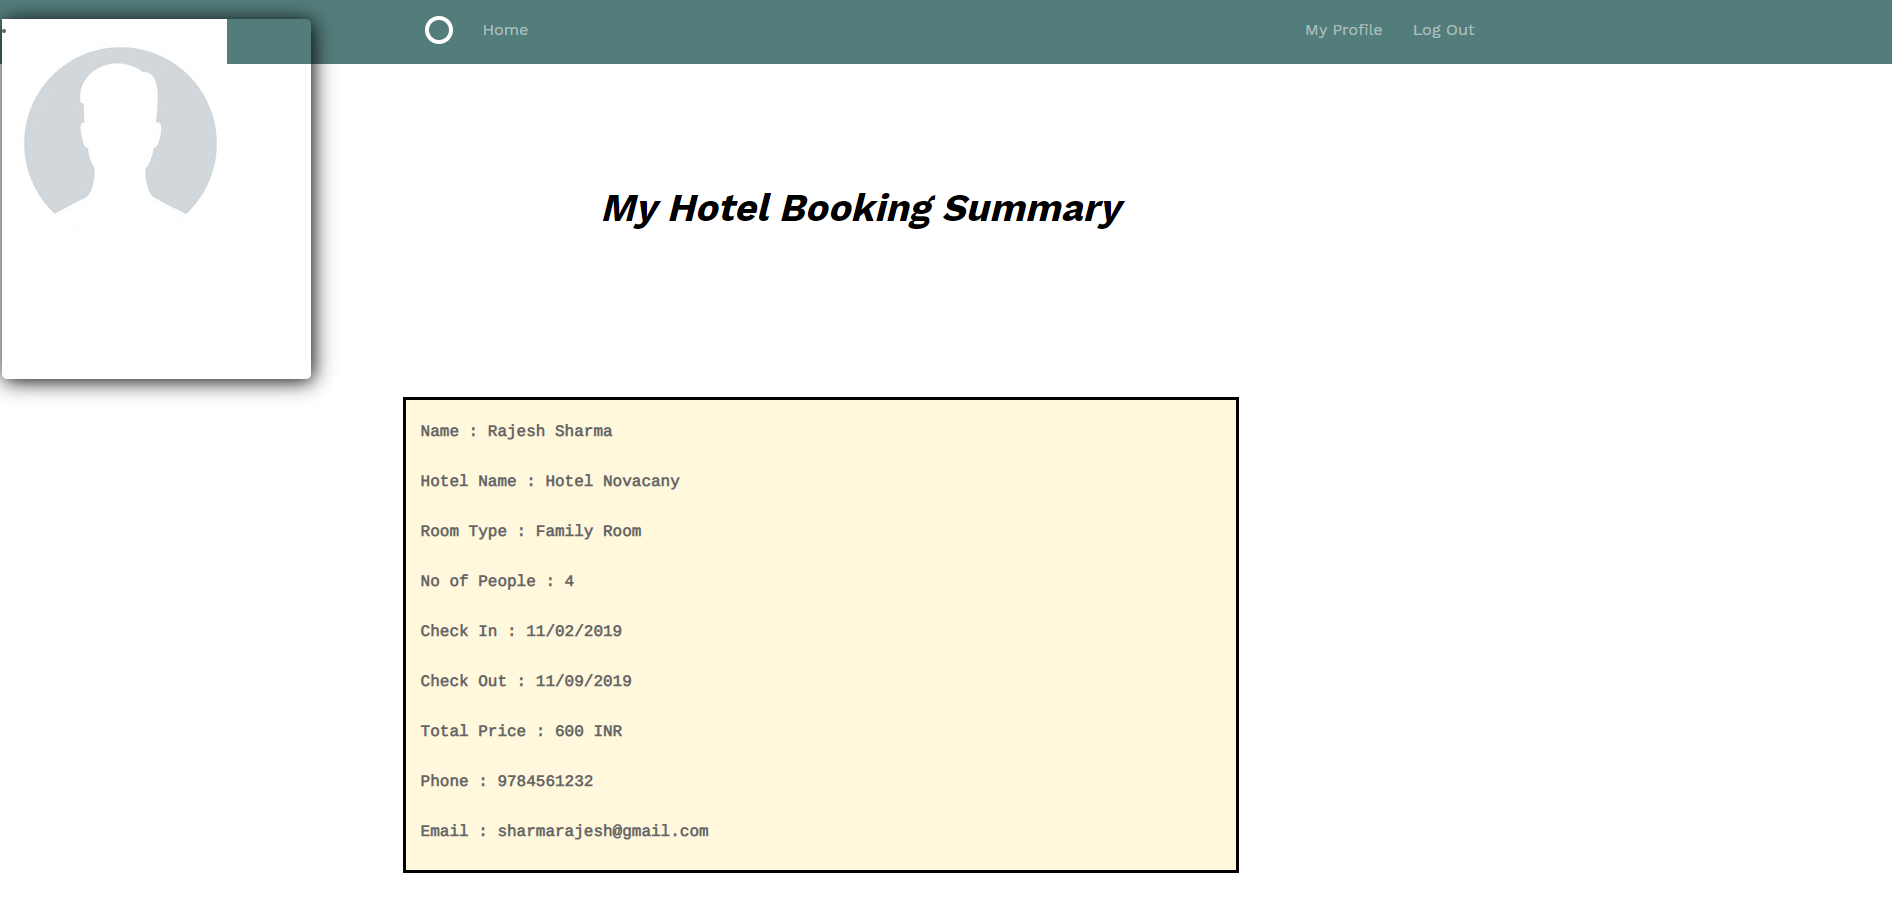 Home
My Profile
Log Out
My Hotel Booking Summary
Name : Rajesh Sharma
Hotel Name : Hotel Novacany
Room Type : Family Room
No of People : 4
Check In : 11/02/2019
Check Out : 11/09/2019
Total Price : 600 INR
Phone : 9784561232
Email : sharmarajesh@gmail.com